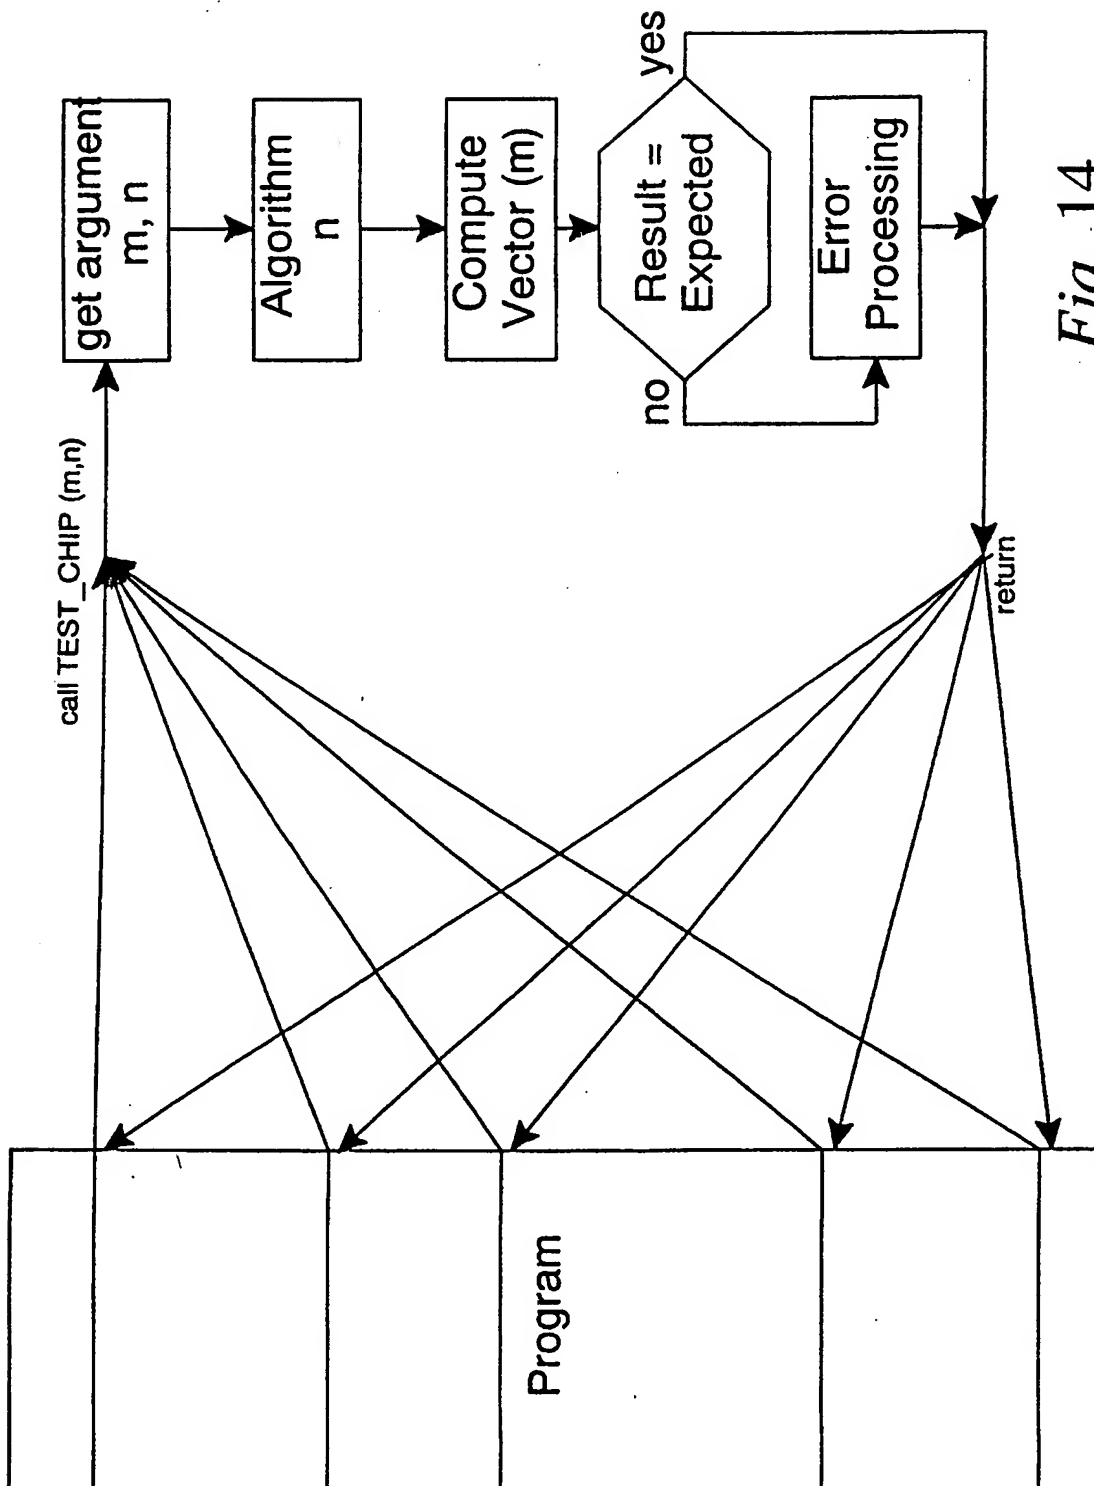 call TEST_CHIP (m,n)
get argument
m, n
Algorithm
n
Compute
Vector (m)
Result =
Expected
yes
no
Error
Processing
return
Program
Fig. 14